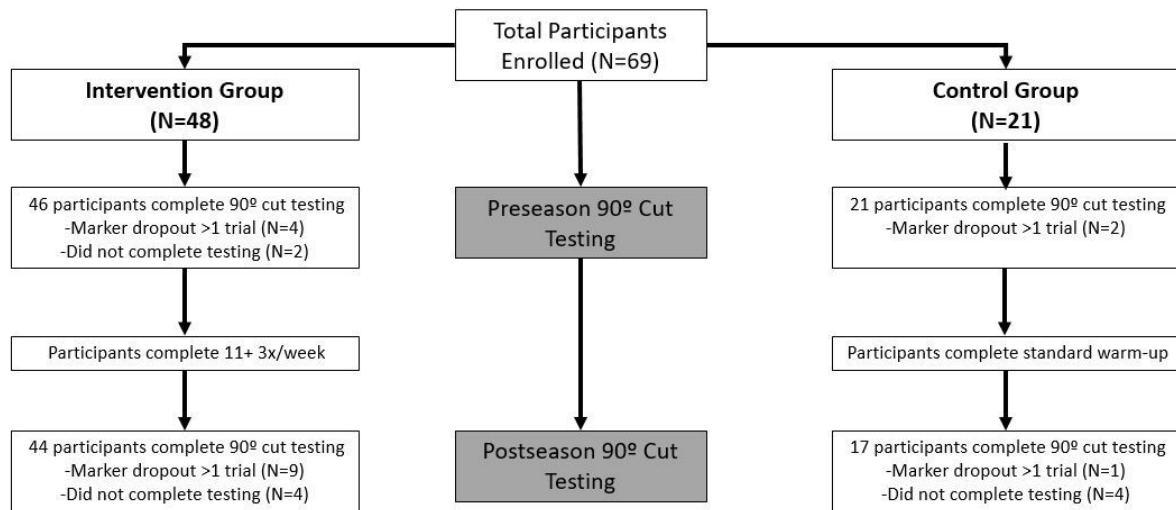 Total Participants
Enrolled (N=69)
Intervention Group
(N=48)
Control Group
(N=21)
46 participants complete 90º cut testing
-Marker dropout >1 trial (N=4)
-Did not complete testing (N=2)
Preseason 90º Cut
Testing
21 participants complete 90º cut testing
-Marker dropout >1 trial (N=2)
Participants complete 11+ 3x/week
Participants complete standard warm-up
44 participants complete 90º cut testing
-Marker dropout >1 trial (N=9)
-Did not complete testing (N=4)
Postseason 90º Cut
Testing
17 participants complete 90º cut testing
-Marker dropout >1 trial (N=1)
-Did not complete testing (N=4)